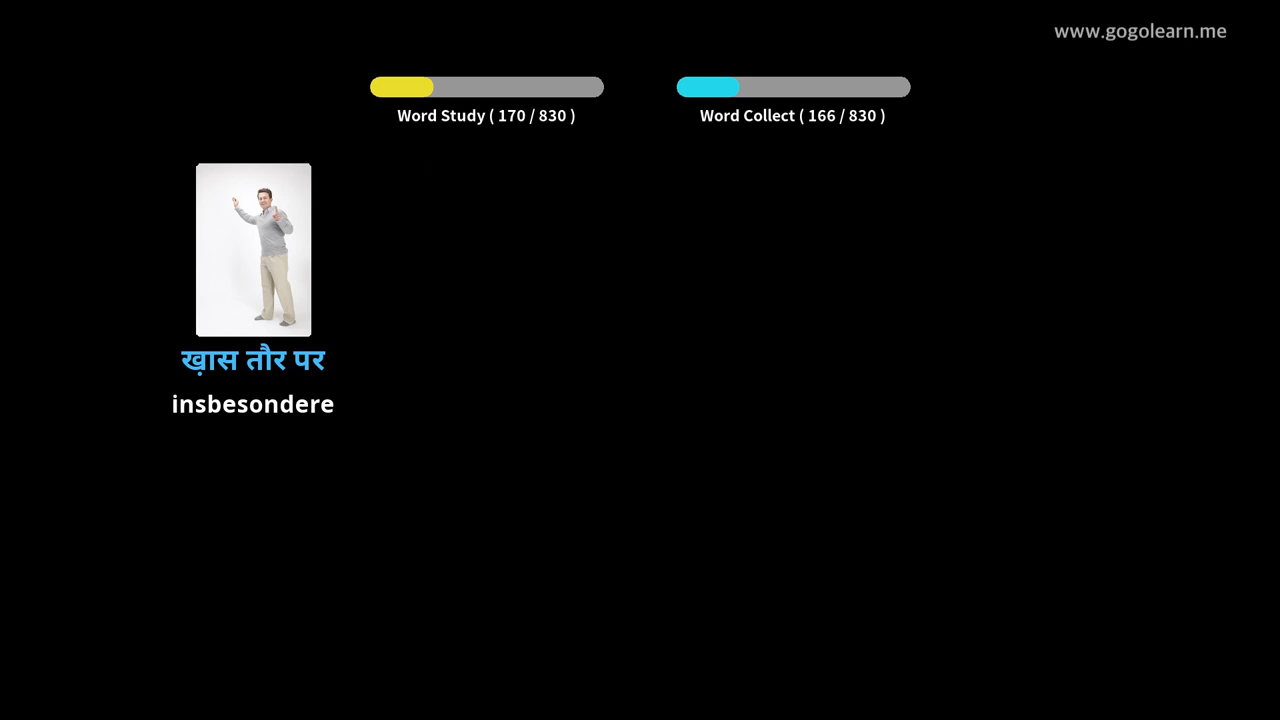 www.gogolearn.me
Word Study ( 170 / 830 )
Word Collect ( 166 / 830 )
ख़ास तौर पर
insbesondere